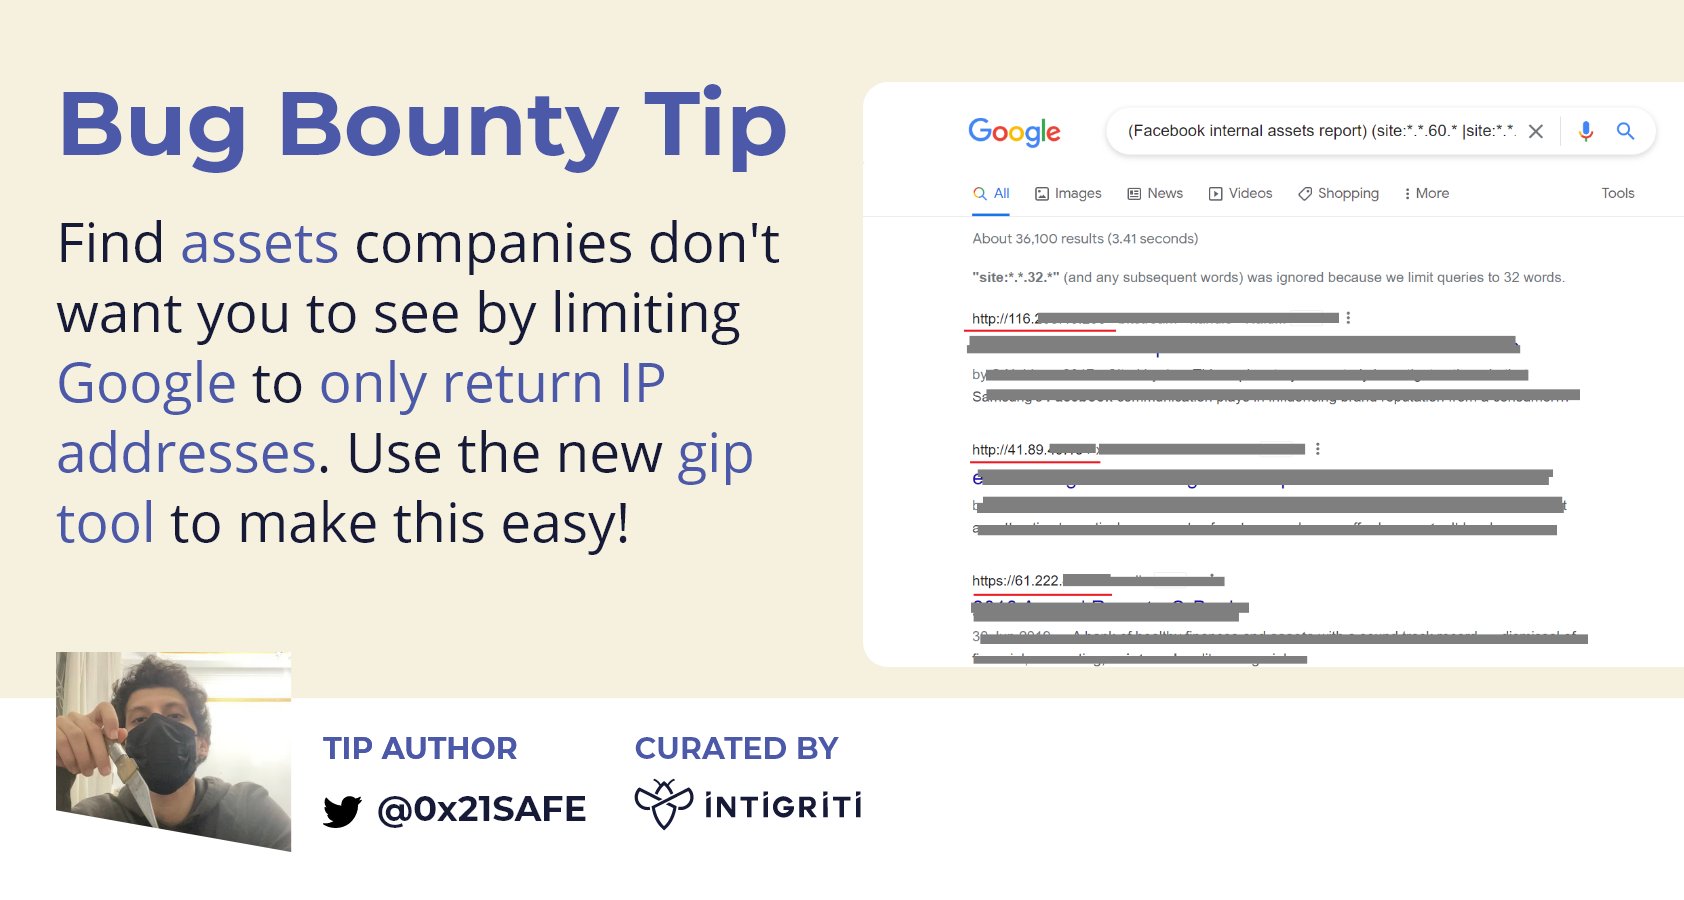 Bug Bounty Tip
Find assets companies don't
want you to see by limiting
Google to only return IP
addresses. Use the new gip
tool to make this easy!
Google
(Facebook internal assets report) (site:*.*.60.* |site:*.*.
All
Images
News
Videos
Shopping
More
Tools
About 36,100 results (3.41 seconds)
"site:*.*.32.*" (and any subsequent words) was ignored because we limit queries to 32 words.
http://116.2
by
http://41.89.
https://61.222.
TIP AUTHOR
@0x21SAFE
CURATED BY
INTIGRITI